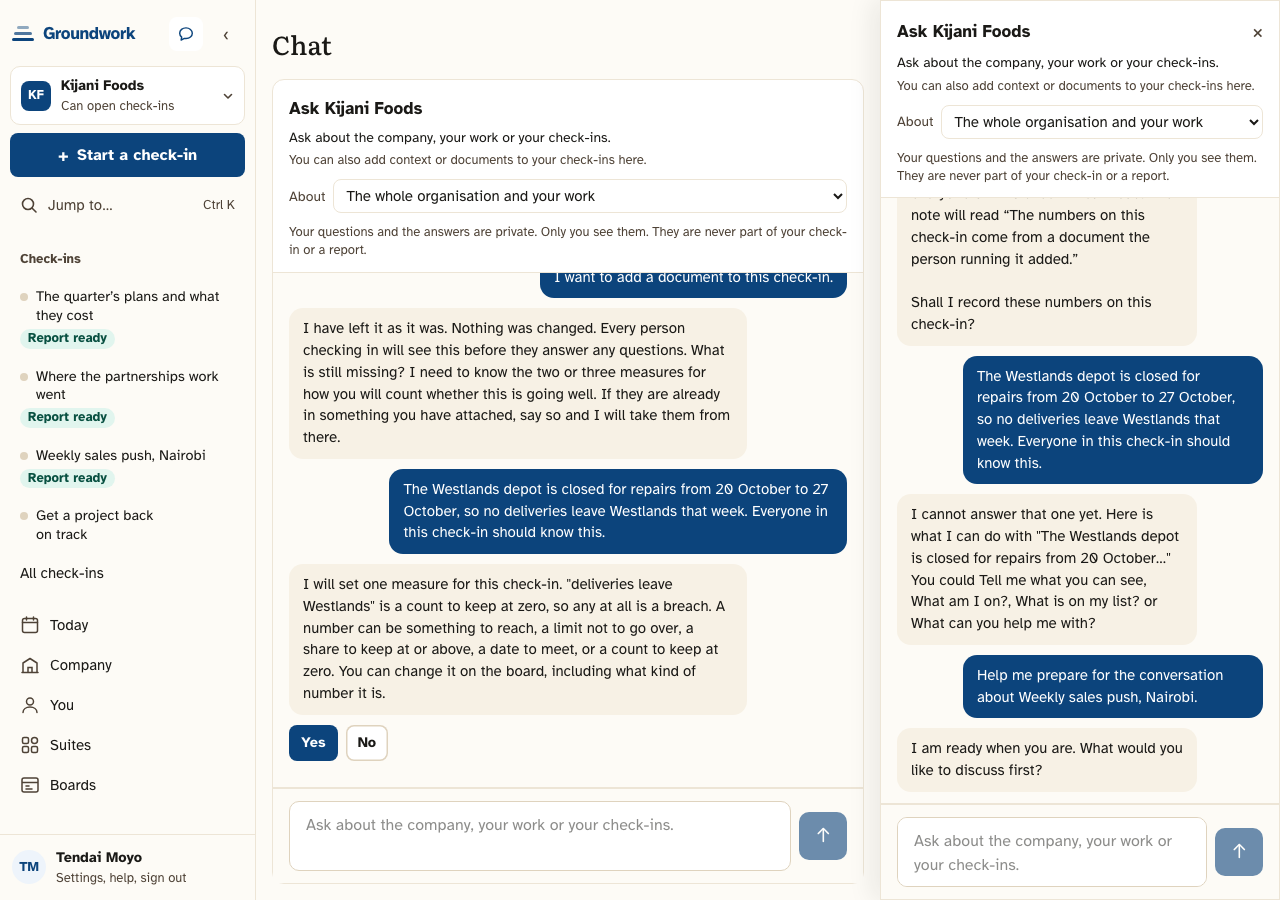 Groundwork
KF
Kijani Foods
Can open check-ins
+ Start a check-in
Jump to...
Ctrl K
Check-ins
The quarter's plans and what
they cost
Report ready
Where the partnerships work
went
Report ready
Weekly sales push, Nairobi
Report ready
Get a project back
on track
All check-ins
Today
Company
You
Suites
Boards
TM
Tendai Moyo
Settings, help, sign out
Chat
Ask Kijani Foods
Ask about the company, your work or your check-ins.
You can also add context or documents to your check-ins here.
About
The whole organisation and your work
Your questions and the answers are private. Only you see them. They are never part of your check-
in or a report.
I want to add a document to this check-in.
I have left it as it was. Nothing was changed. Every person
checking in will see this before they answer any questions. What
is still missing? I need to know the two or three measures for
how you will count whether this is going well. If they are already
in something you have attached, say so and I will take them from
there.
The Westlands depot is closed for repairs from 20 October to 27
October, so no deliveries leave Westlands that week. Everyone in
this check-in should know this.
I will set one measure for this check-in. "deliveries leave
Westlands" is a count to keep at zero, so any at all is a breach. A
number can be something to reach, a limit not to go over, a
share to keep at or above, a date to meet, or a count to keep at
zero. You can change it on the board, including what kind of
number it is.
Yes
No
Ask about the company, your work or your check-ins.
Ask Kijani Foods
×
Ask about the company, your work or your check-ins.
You can also add context or documents to your check-ins here.
About
The whole organisation and your work
Your questions and the answers are private. Only you see them.
They are never part of your check-in or a report.
note will read “The numbers on this
check-in come from a document the
person running it added.”
Shall I record these numbers on this
check-in?
The Westlands depot is closed for
repairs from 20 October to 27 October,
so no deliveries leave Westlands that
week. Everyone in this check-in should
know this.
I cannot answer that one yet. Here is
what I can do with "The Westlands depot
is closed for repairs from 20 October…"
You could Tell me what you can see,
What am I on?, What is on my list? or
What can you help me with?
Help me prepare for the conversation
about Weekly sales push, Nairobi.
I am ready when you are. What would you
like to discuss first?
Ask about the company, your work or
your check-ins.